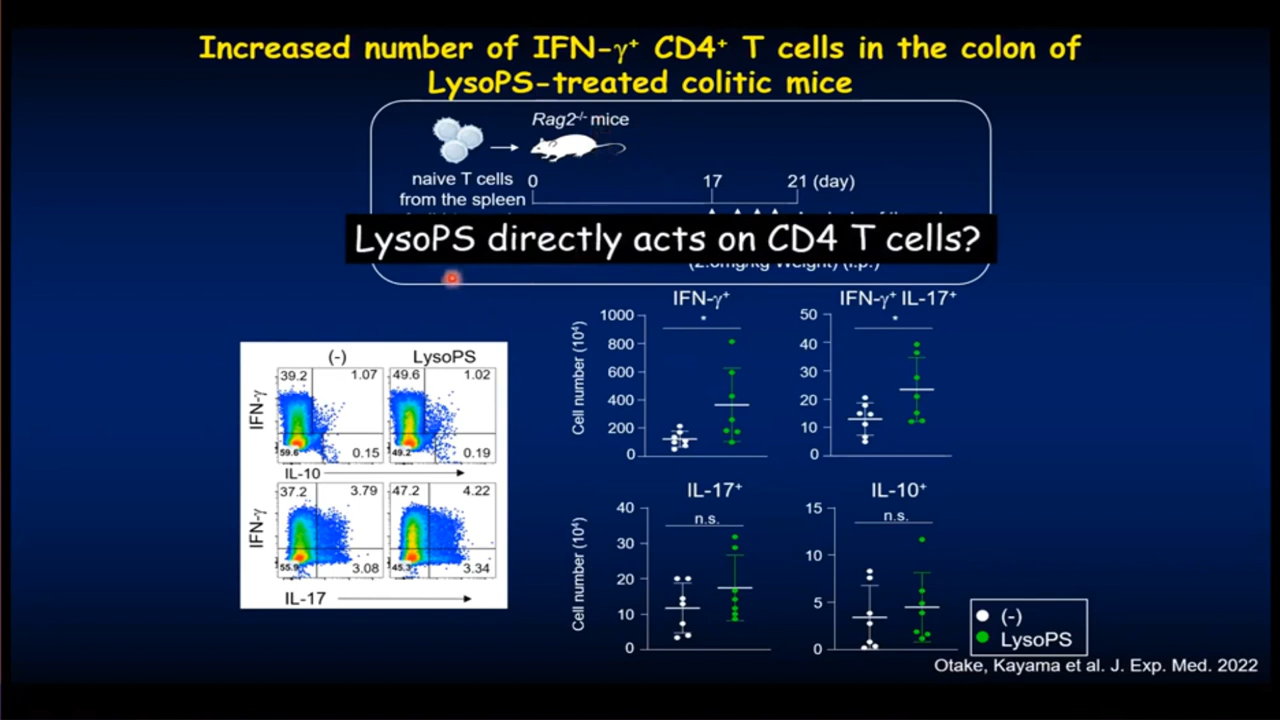 Increased number of IFN-γ⁺ CD4⁺ T cells in the colon of
LysoPS-treated colitic mice
Rag2-/- mice
naive T cells
from the spleen
0
17
21 (day)
LysoPS directly acts on CD4 T cells?
(-)
LysoPS
39.2
1.07
49.6
1.02
IFN-γ
59.6
0.15
49.2
0.19
IL-10
37.2
3.79
47.2
4.22
IFN-γ
55.9
3.08
45.3
3.34
IL-17
IFN-γ⁺
Cell number (10⁴)
1000
800
600
400
200
0
*
IFN-γ⁺ IL-17⁺
50
40
30
20
10
0
*
IL-17⁺
Cell number (10⁴)
40
30
20
10
0
n.s.
IL-10⁺
15
10
5
0
n.s.
(-)
LysoPS
Otake, Kayama et al. J. Exp. Med. 2022